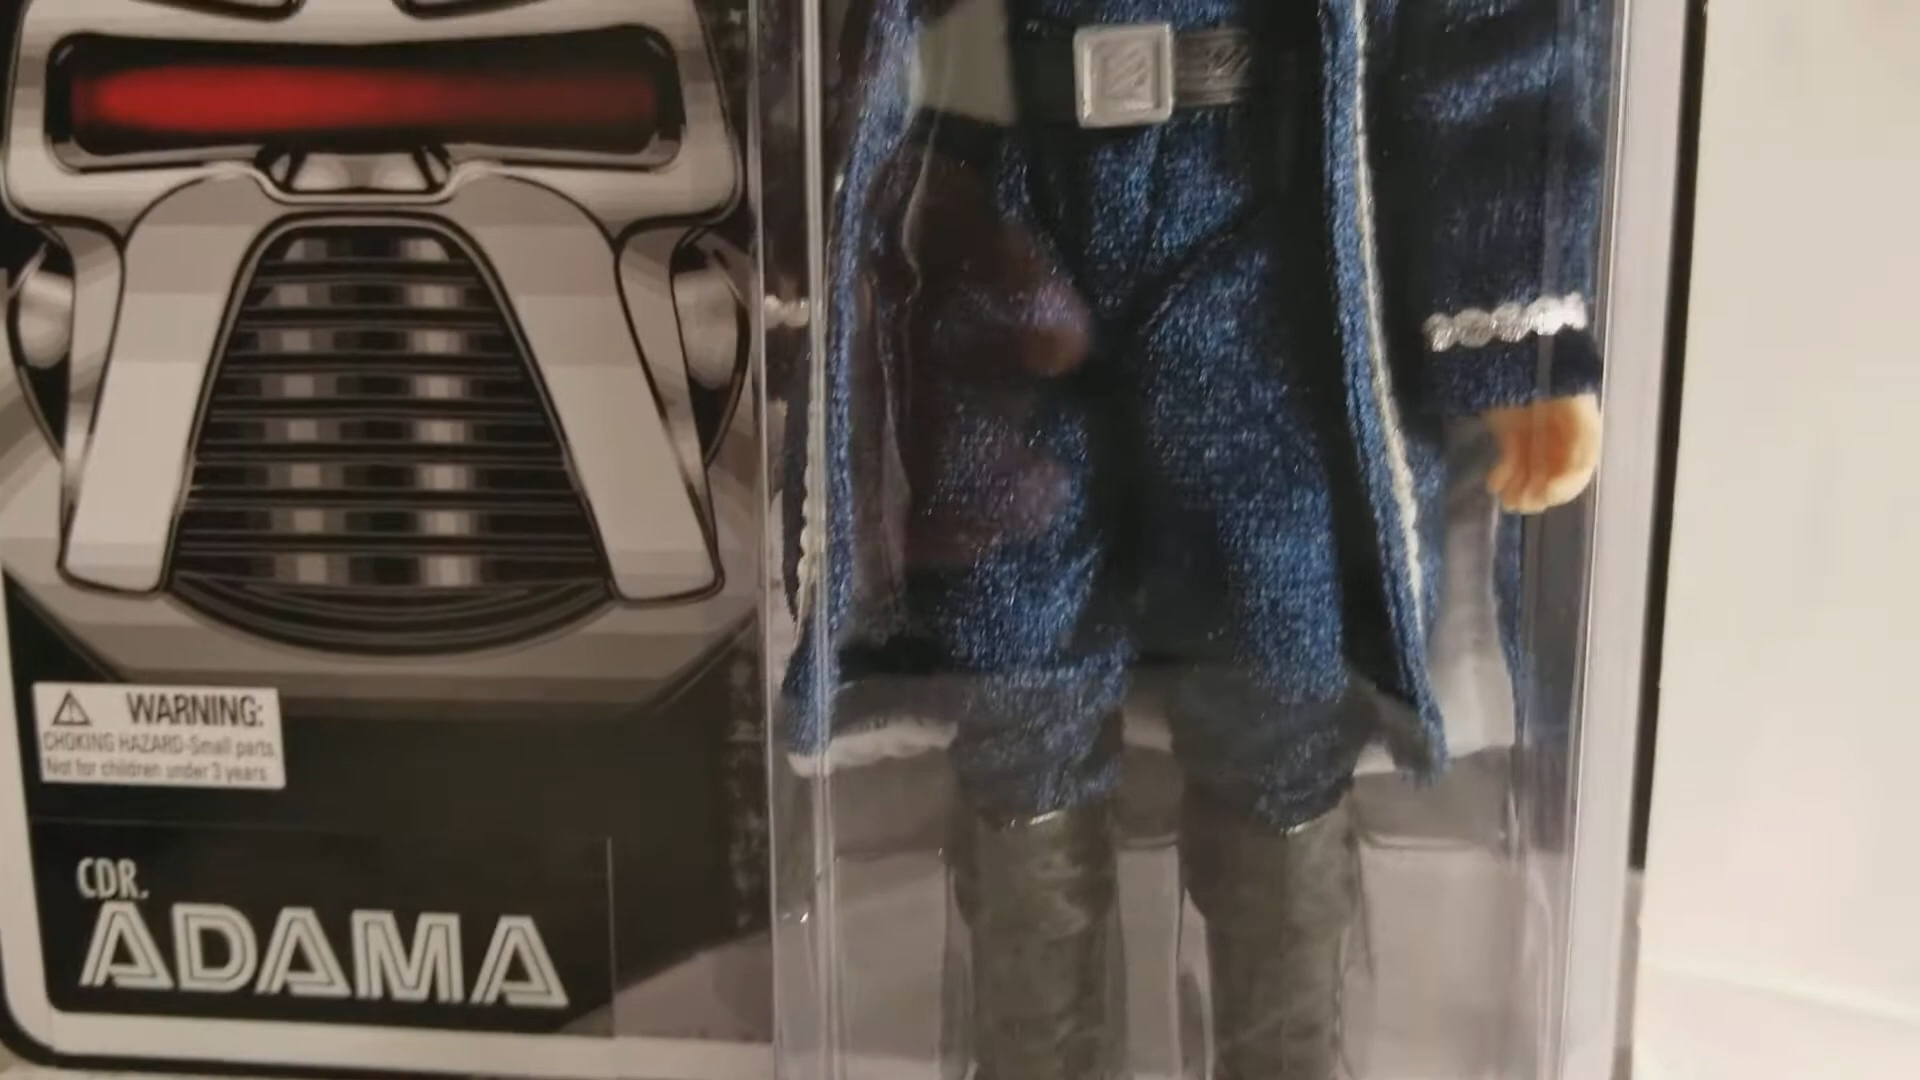 WARNING:
CHOKING HAZARD-Small parts
Not for children under 3 years
CDR.
ADAMA